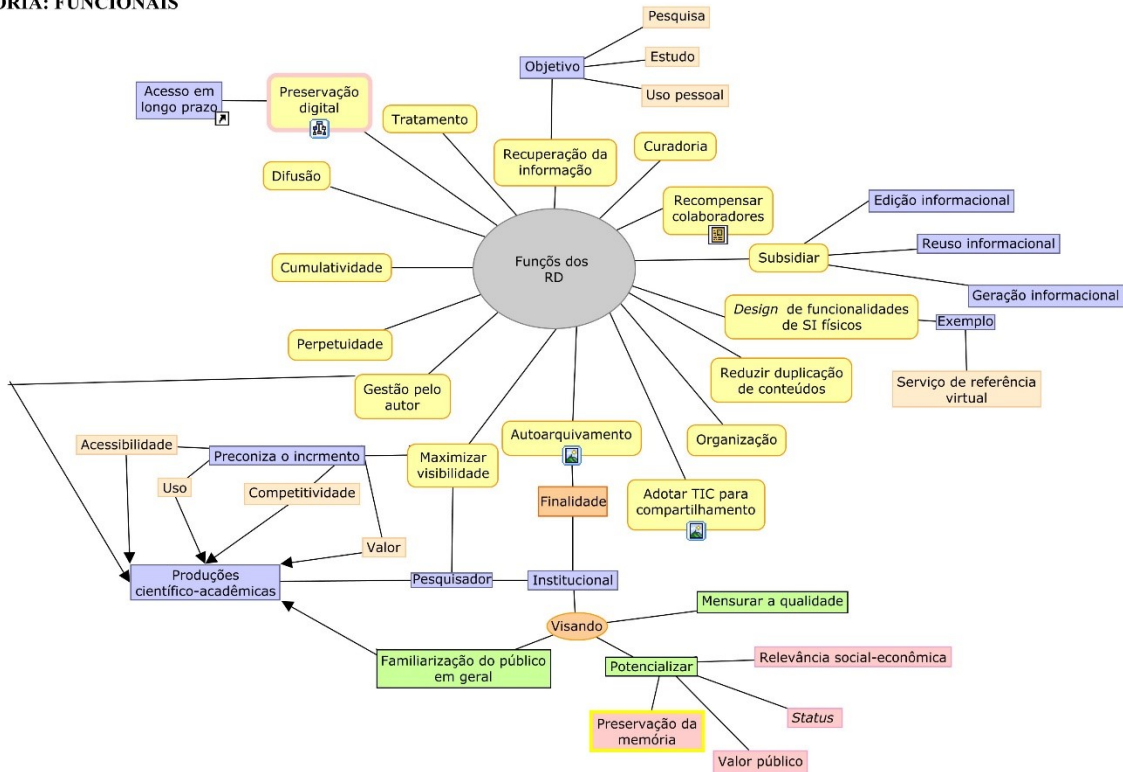 ORIA: FUNCIONAIS
Pesquisa
Objetivo
Estudo
Uso pessoal
Acesso em
longo prazo
Preservação
digital
Tratamento
Recuperação da
informação
Curadoria
Difusão
Recompensar
colaboradores
Edição informacional
Subsidiar
Reuso informacional
Geração informacional
Funçõs dos
RD
Cumulatividade
Design de funcionalidades
de SI físicos
Exemplo
Serviço de referência
virtual
Perpetuidade
Reduzir duplicação
de conteúdos
Gestão pelo
autor
Organização
Autoarquivamento
Maximizar
visibilidade
Acessibilidade
Preconiza o incrmento
Uso
Competitividade
Valor
Finalidade
Adotar TIC para
compartilhamento
Produções
científico-acadêmicas
Pesquisador
Institucional
Visando
Mensurar a qualidade
Familiarização do público
em geral
Potencializar
Relevância social-econômica
Preservação da
memória
Status
Valor público